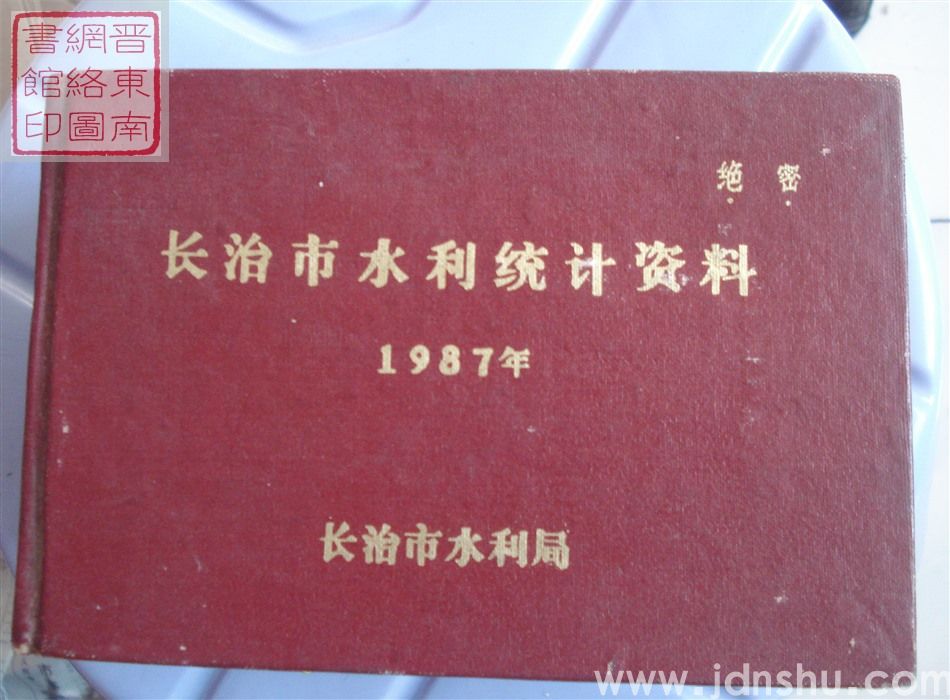 晋東南
網絡圖
書館印
绝密
长治市水利统计资料
1987年
长治市水利局
www.jdnshu.com